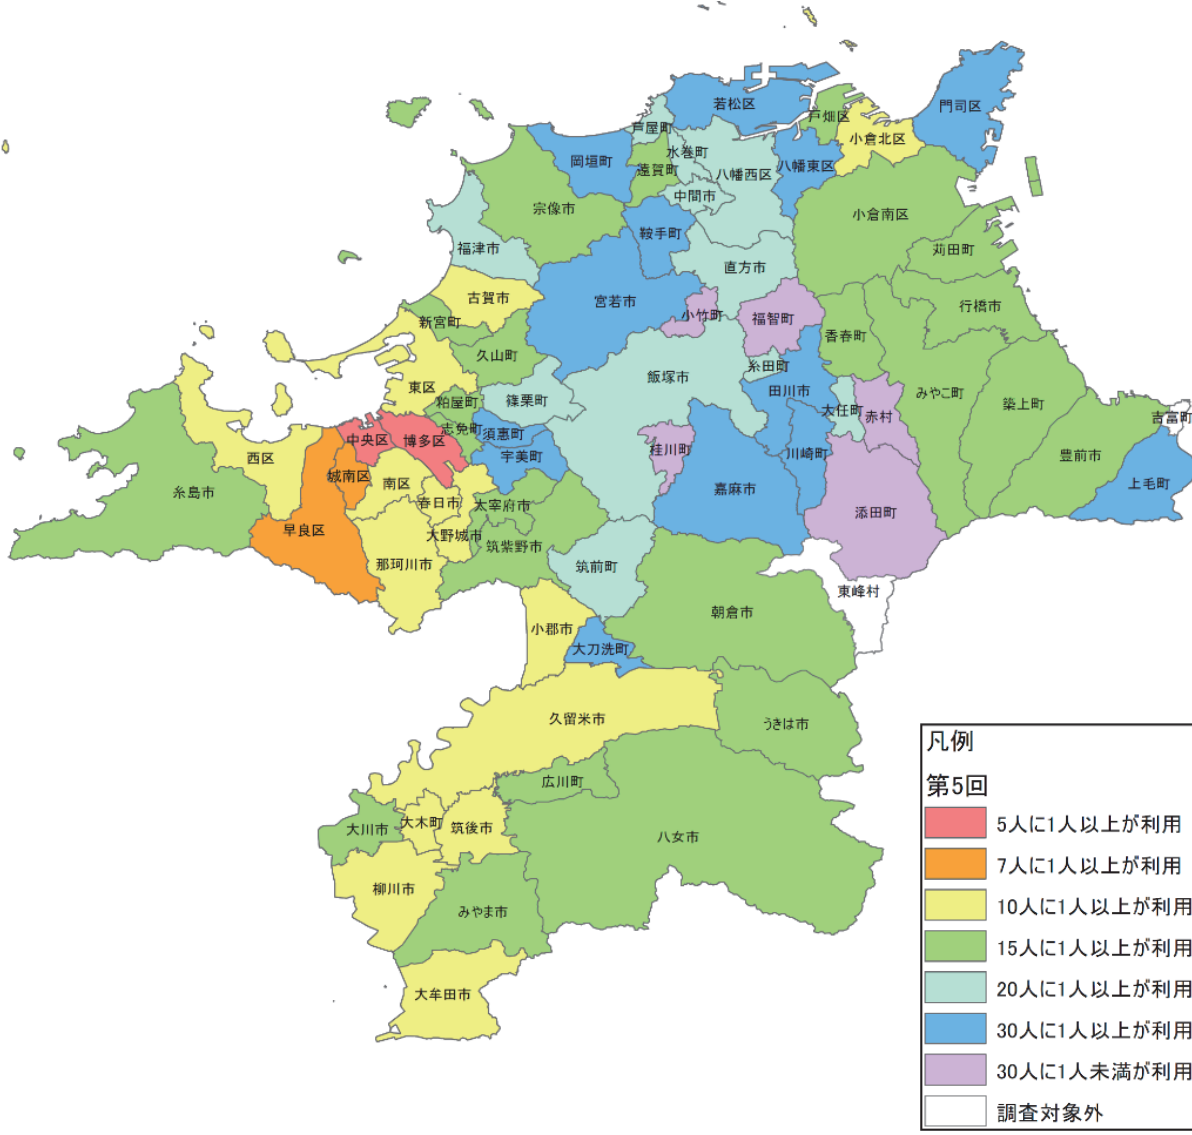 若松区
門司区
戸畑区
芦屋町
小倉北区
水巻町
岡垣町
遠賀町
八幡西区
八幡東区
中間市
宗像市
小倉南区
鞍手町
福津市
苅田町
直方市
古賀市
宮若市
行橋市
小竹町
福智町
新宮町
香春町
久山町
糸田町
飯塚市
東区
田川市
みやこ町
篠栗町
粕屋町
大任町
赤村
築上町
吉富町
志免町
須恵町
中央区
博多区
桂川町
川崎町
豊前市
宇美町
西区
城南区
南区
嘉麻市
上毛町
糸島市
春日市
太宰府市
添田町
早良区
大野城市
筑紫野市
那珂川市
筑前町
東峰村
朝倉市
小郡市
大刀洗町
久留米市
うきは市
広川町
大川市
大木町
筑後市
八女市
柳川市
みやま市
大牟田市
凡例
第5回
5人に1人以上が利用
7人に1人以上が利用
10人に1人以上が利用
15人に1人以上が利用
20人に1人以上が利用
30人に1人以上が利用
30人に1人未満が利用
調査対象外